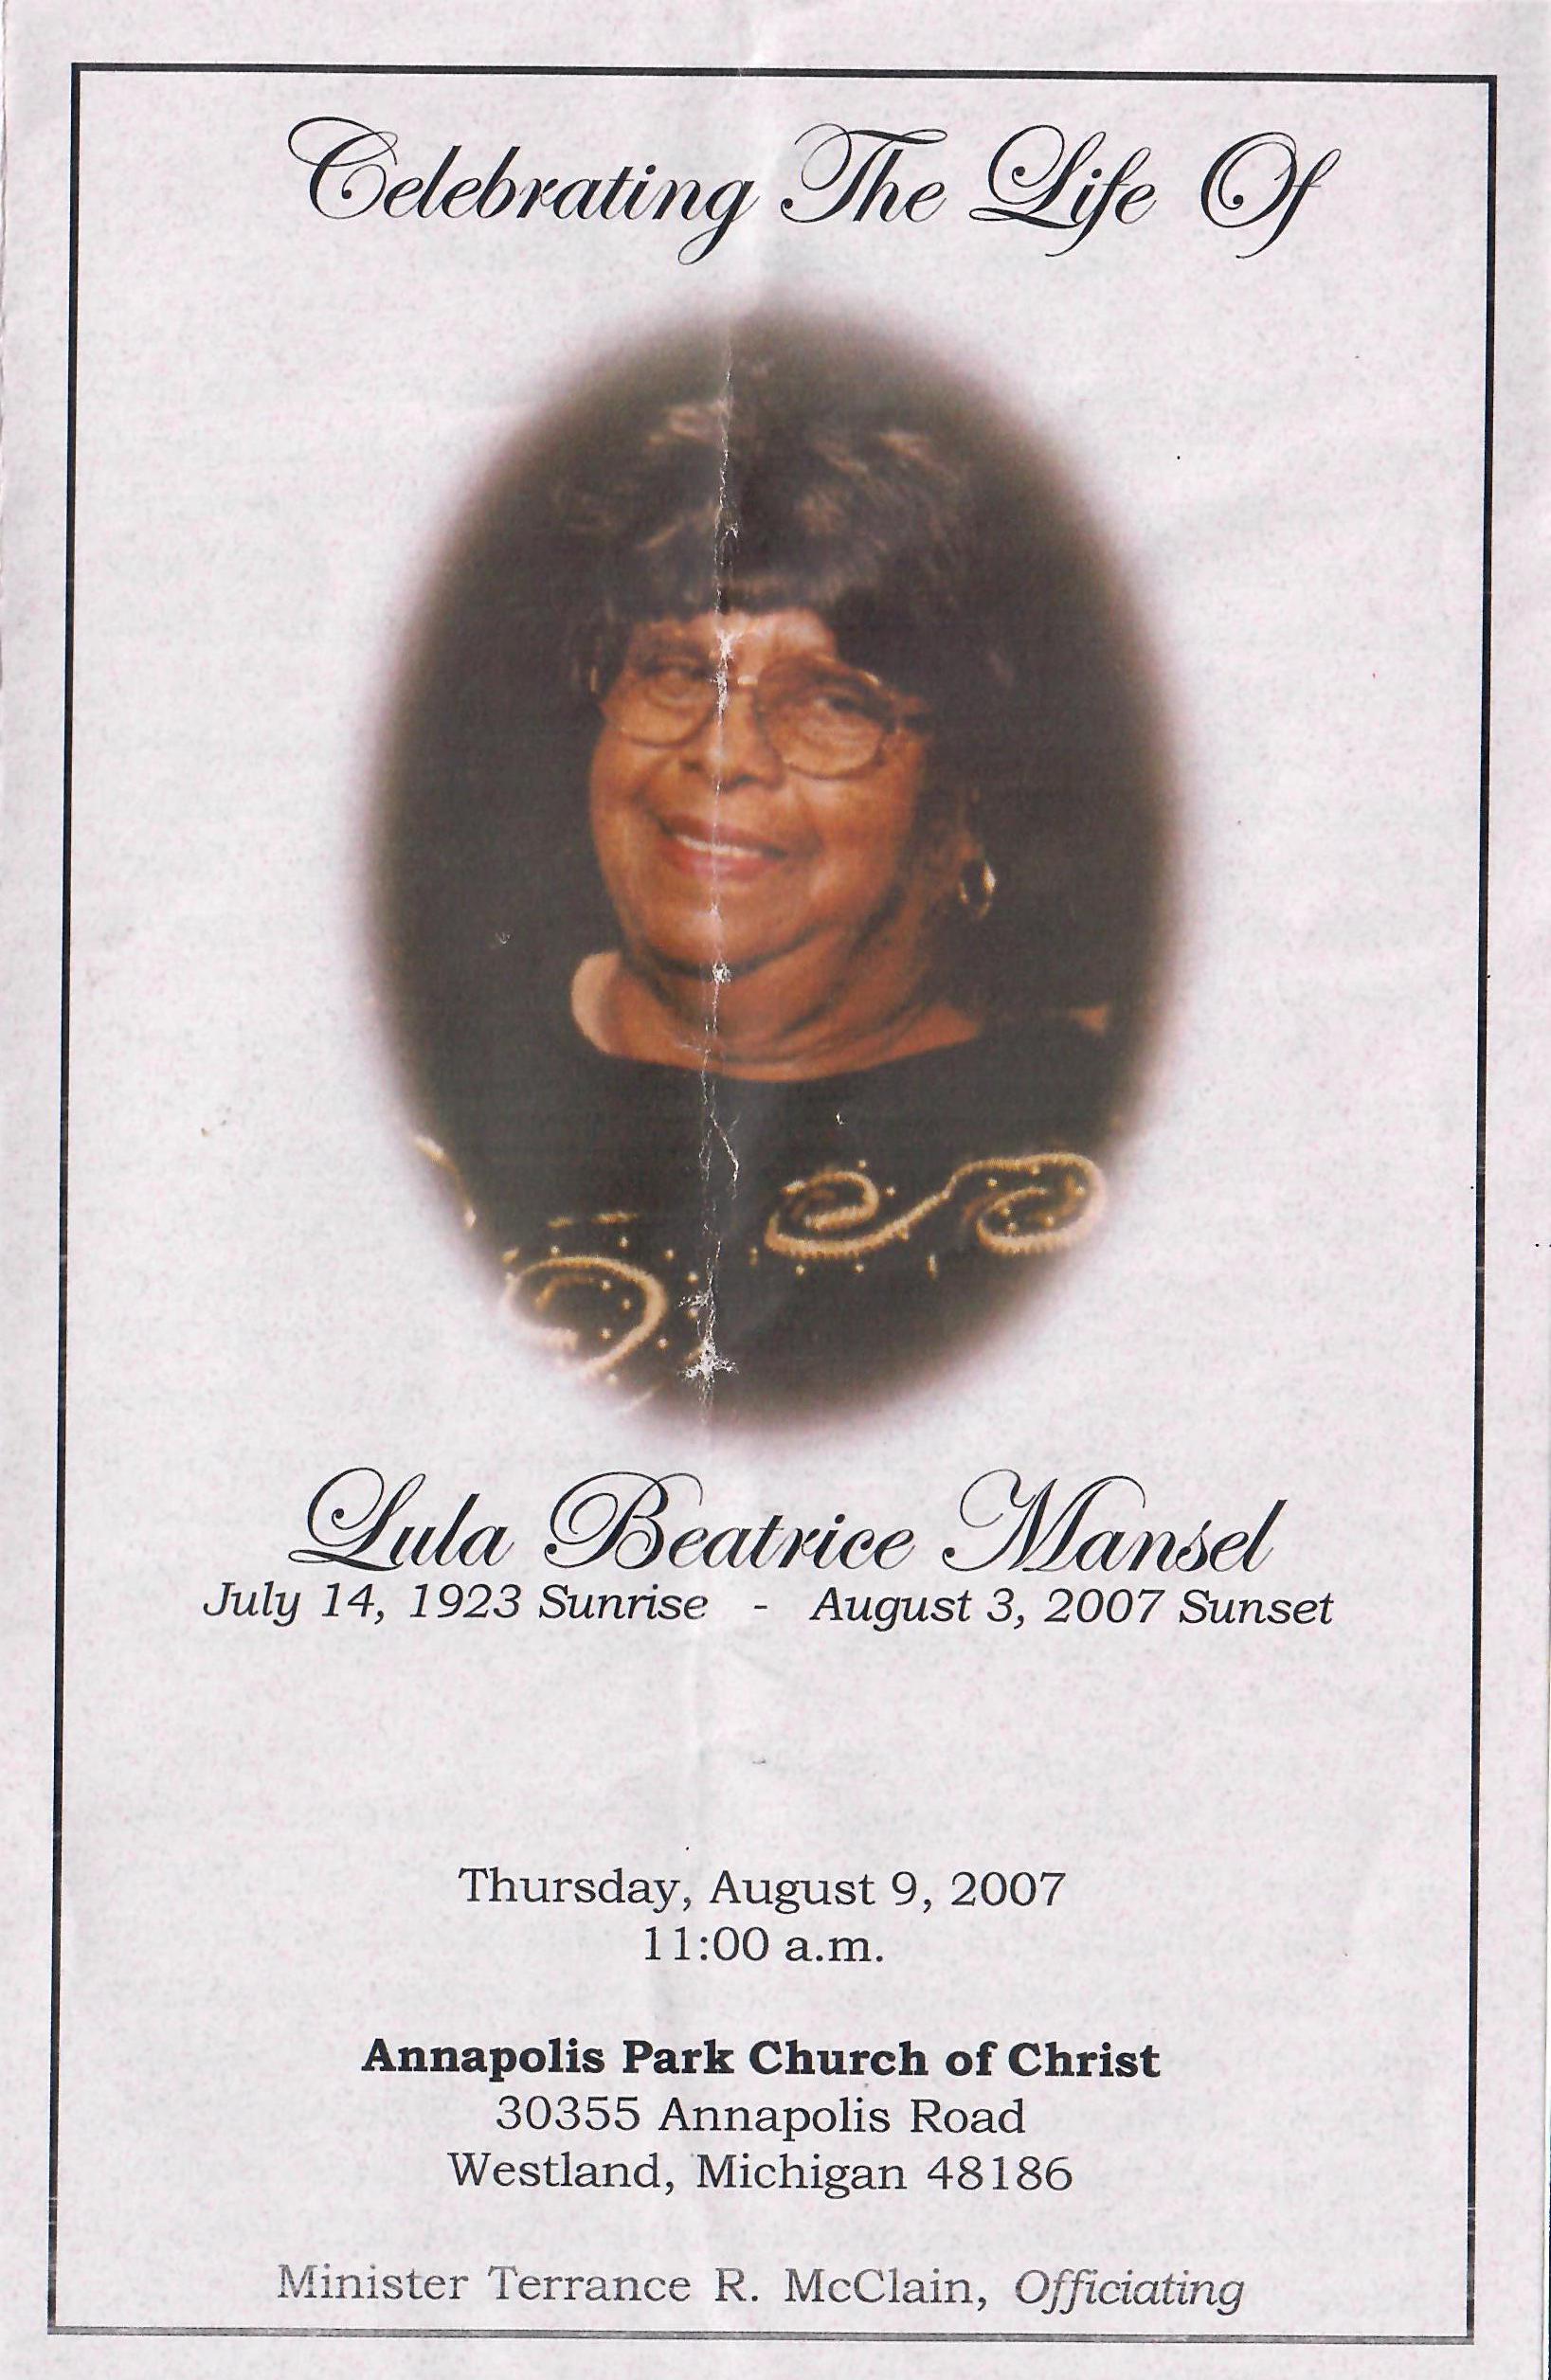 Celebrating The Life Of
Lula Beatrice Mansel
July 14, 1923 Sunrise - August 3, 2007 Sunset
Thursday, August 9, 2007
11:00 a.m.
Annapolis Park Church of Christ
30355 Annapolis Road
Westland, Michigan 48186
Minister Terrance R. McClain, Officiating